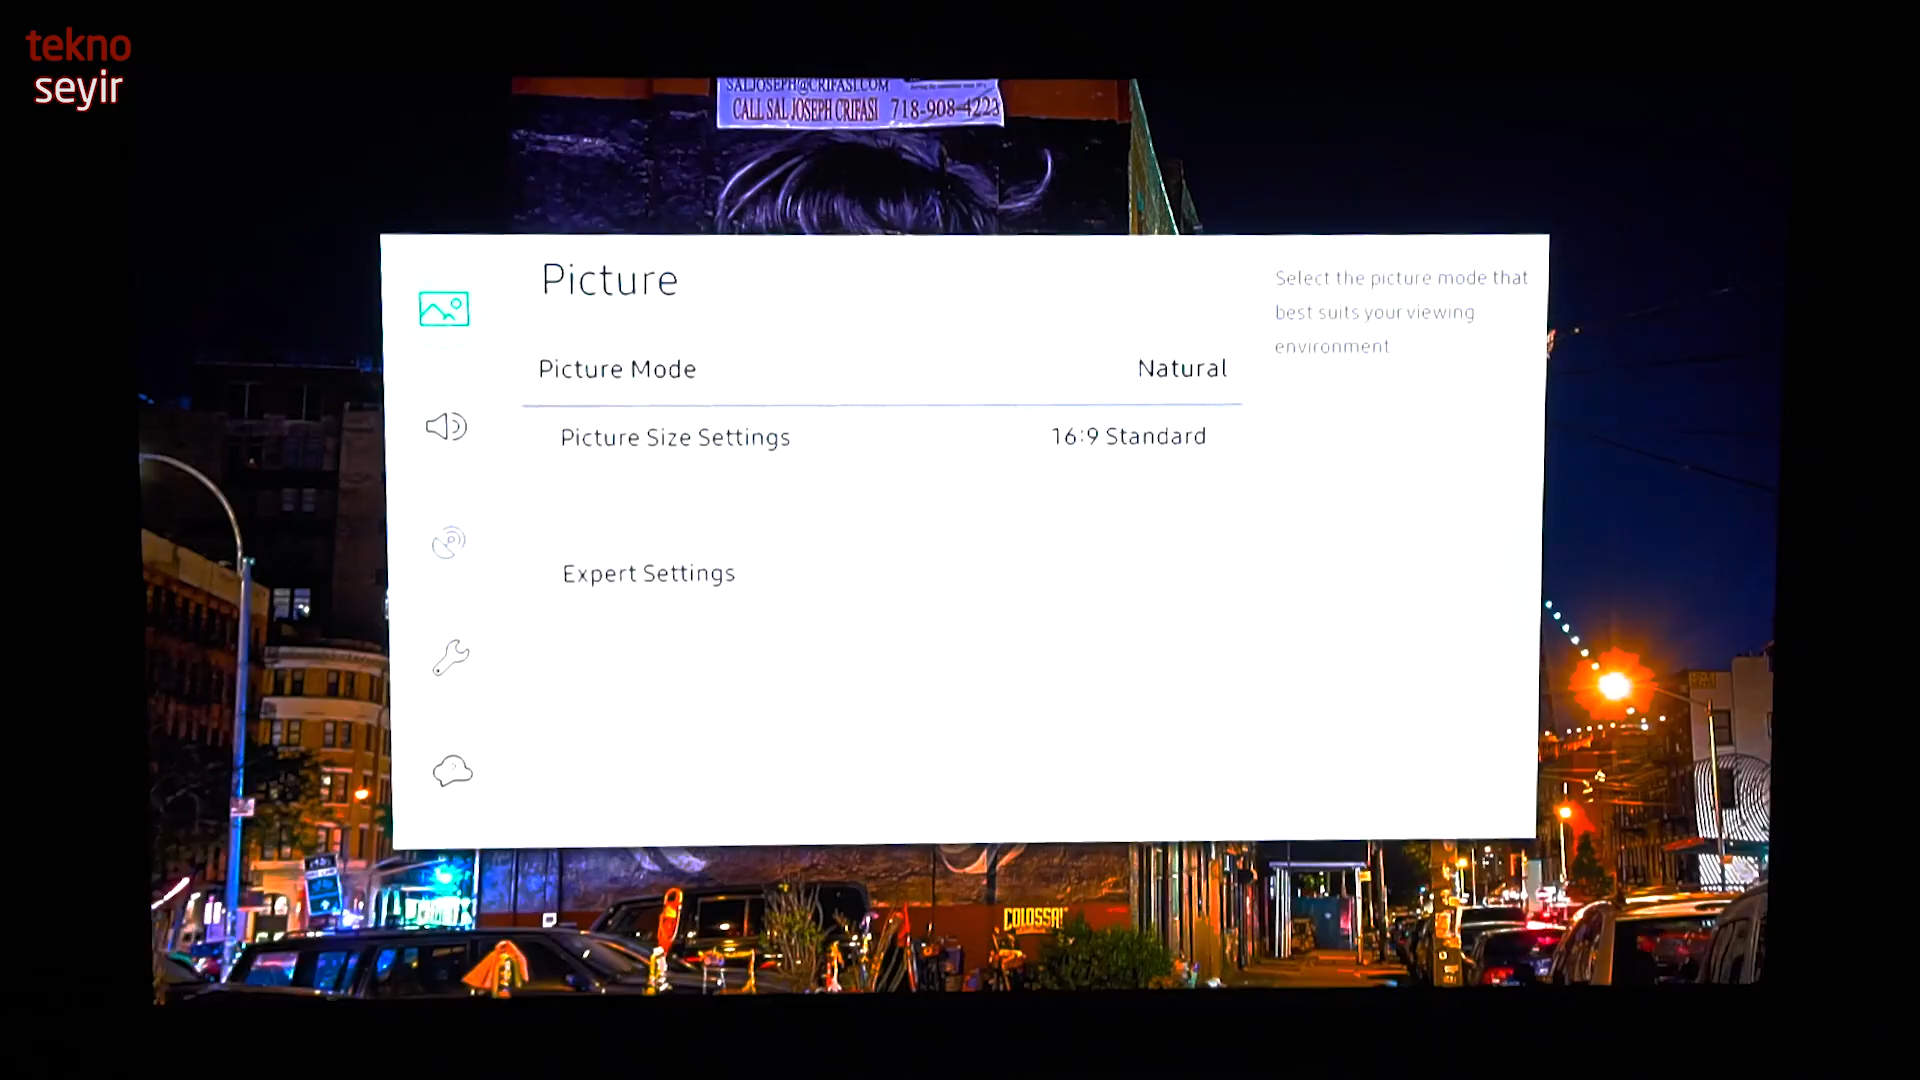 tekno
seyir
SALJOSEPH@CRIFASI.COM
CALL SAL JOSEPH CRIFASI 718-908-4223
Picture
Select the picture mode that
best suits your viewing
environment
Picture Mode Natural
Picture Size Settings 16:9 Standard
Expert Settings
COLOSSAL